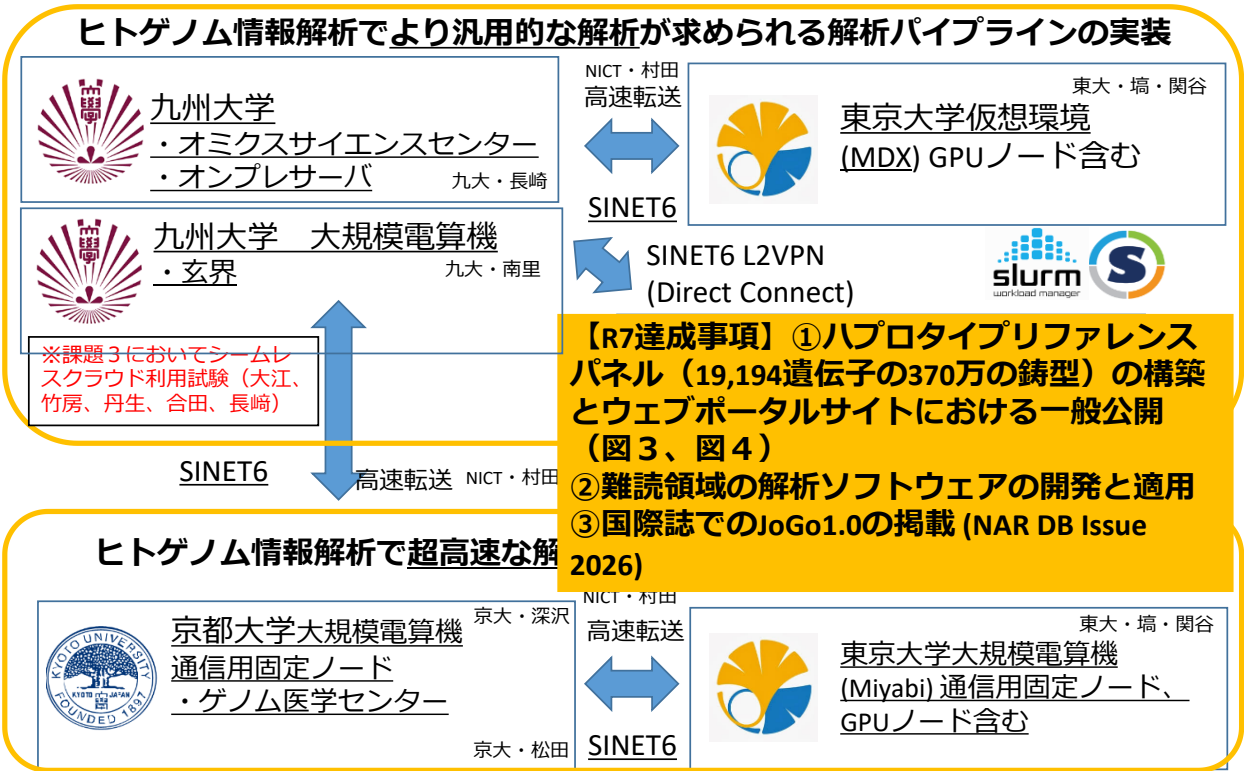 ヒトゲノム情報解析でより汎用的な解析が求められる解析パイプラインの実装
九州大学
・オミクスサイエンスセンター
・オンプレサーバ
九大・長崎
NICT・村田
高速転送
SINET6
東大・塙・関谷
東京大学仮想環境
(MDX) GPUノード含む
九州大学　大規模電算機
・玄界
九大・南里
SINET6 L2VPN
(Direct Connect)
slurm
workload manager
S
※課題３においてシームレ
スクラウド利用試験（大江、
竹房、丹生、合田、長﨑）
【R7達成事項】①ハプロタイプリファレンス
パネル（19,194遺伝子の370万の鋳型）の構築
とウェブポータルサイトにおける一般公開
（図３、図４）
②難読領域の解析ソフトウェアの開発と適用
③国際誌でのJoGo1.0の掲載 (NAR DB Issue
2026)
SINET6
高速転送 NICT・村田
ヒトゲノム情報解析で超高速な解
京大・深沢
京都大学大規模電算機
通信用固定ノード
・ゲノム医学センター
京大・松田
KYOTO UNIVERSITY
KYOTO JAPAN
FOUNDED 1897
NICT・村田
高速転送
SINET6
東大・塙・関谷
東京大学大規模電算機
(Miyabi) 通信用固定ノード、
GPUノード含む